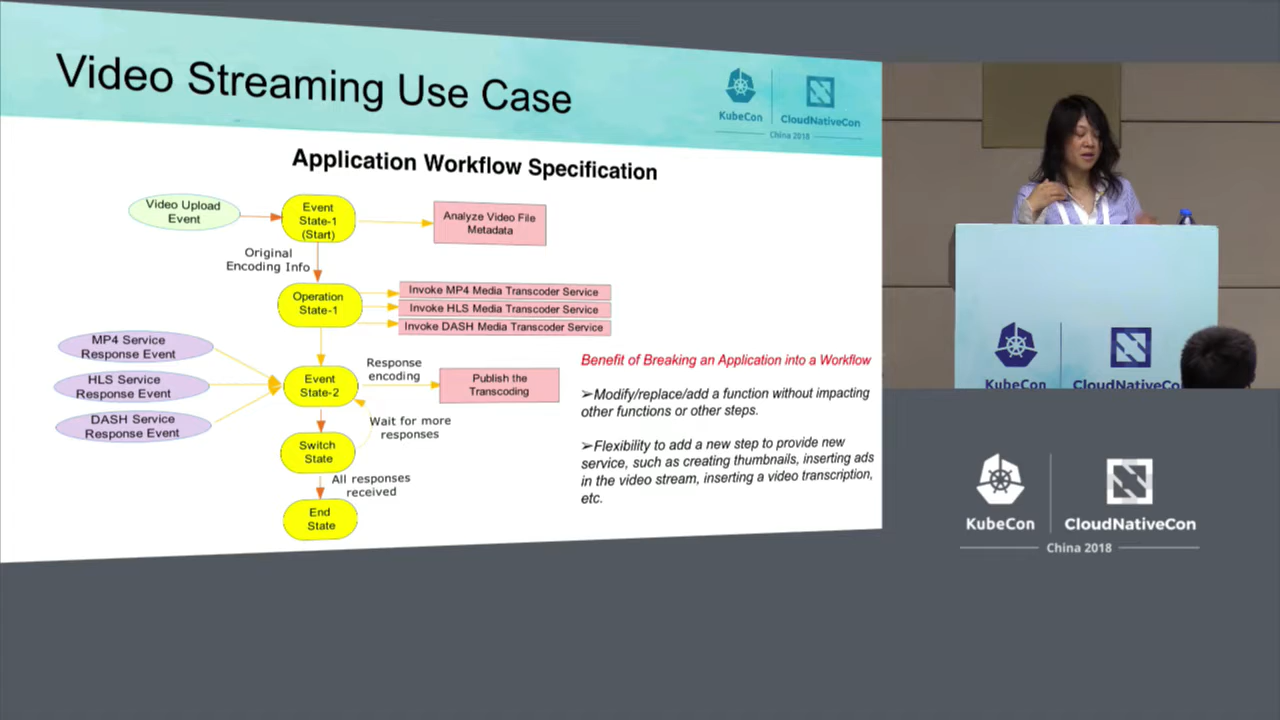 Video Streaming Use Case
KubeCon
CloudNativeCon
China 2018
Application Workflow Specification
Video Upload
Event
Event
State-1
(Start)
Analyze Video File
Metadata
Original
Encoding Info
Operation
State-1
Invoke MP4 Media Transcoder Service
Invoke HLS Media Transcoder Service
Invoke DASH Media Transcoder Service
MP4 Service
Response Event
HLS Service
Response Event
DASH Service
Response Event
Event
State-2
Response
encoding
Publish the
Transcoding
Wait for more
responses
Switch
State
All responses
received
End
State
Benefit of Breaking an Application into a Workflow
➢Modify/replace/add a function without impacting
other functions or other steps.
➢Flexibility to add a new step to provide new
service, such as creating thumbnails, inserting ads
in the video stream, inserting a video transcription,
etc.
KubeCon
CloudNativeCon
KubeCon
CloudNativeCon
China 2018